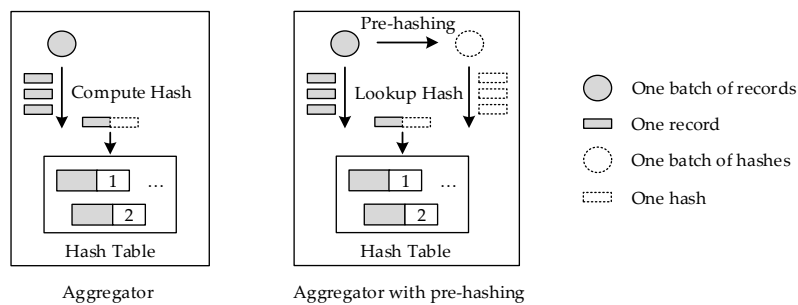 Compute Hash
1
...
2
Hash Table
Aggregator
Pre-hashing
Lookup Hash
1
...
2
Hash Table
Aggregator with pre-hashing
One batch of records
One record
One batch of hashes
One hash